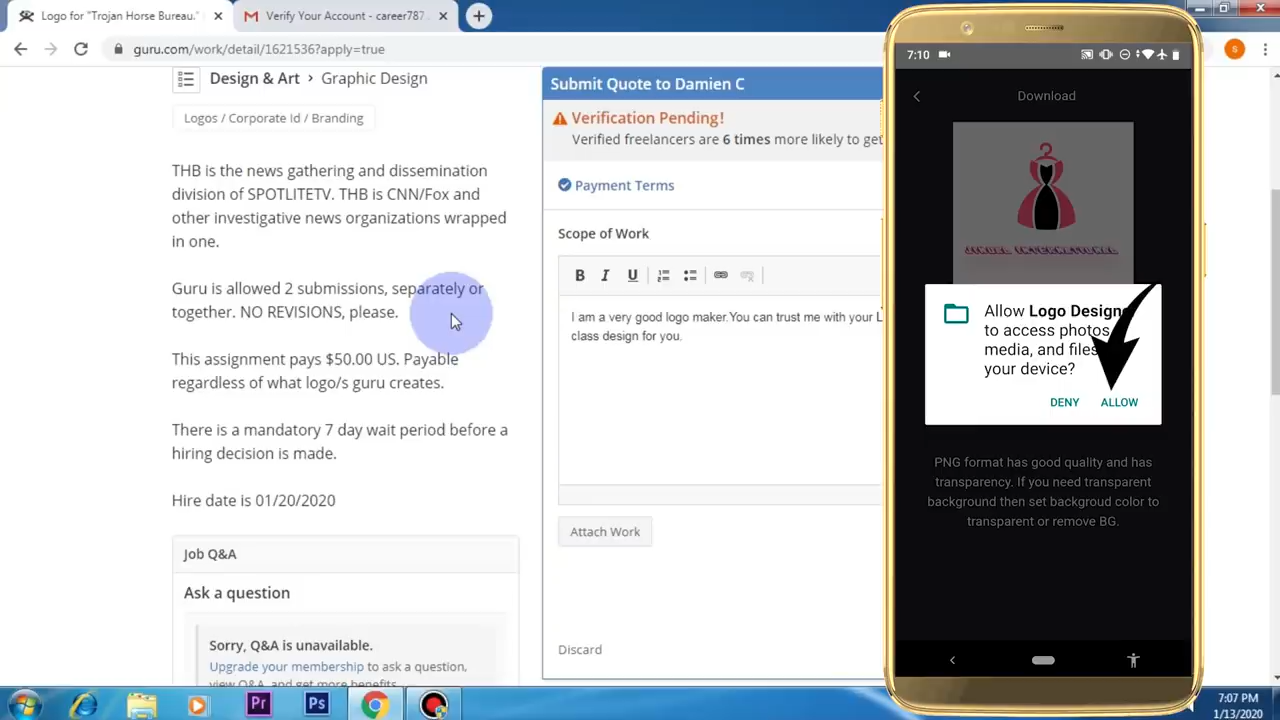 Logo for "Trojan Horse Bureau."
Verify Your Account - career787
guru.com/work/detail/1621536?apply=true
S
Design & Art > Graphic Design
Logos / Corporate Id / Branding
THB is the news gathering and dissemination
division of SPOTLITETV. THB is CNN/Fox and
other investigative news organizations wrapped
in one.
Guru is allowed 2 submissions, separately or
together. NO REVISIONS, please.
This assignment pays $50.00 US. Payable
regardless of what logo/s guru creates.
There is a mandatory 7 day wait period before a
hiring decision is made.
Hire date is 01/20/2020
Job Q&A
Ask a question
Sorry, Q&A is unavailable.
Upgrade your membership to ask a question,
view Q&A, and get more benefits.
Submit Quote to Damien C
Verification Pending!
Verified freelancers are 6 times more likely to get
Payment Terms
Scope of Work
B I U
I am a very good logo maker.You can trust me with your L
class design for you.
Attach Work
Discard
7:10
Download
Allow Logo Designe
to access photos
media, and files
your device?
DENY ALLOW
PNG format has good quality and has
transparency. If you need transparent
background then set backgroud color to
transparent or remove BG.
Pr Ps
7:07 PM
1/13/2020